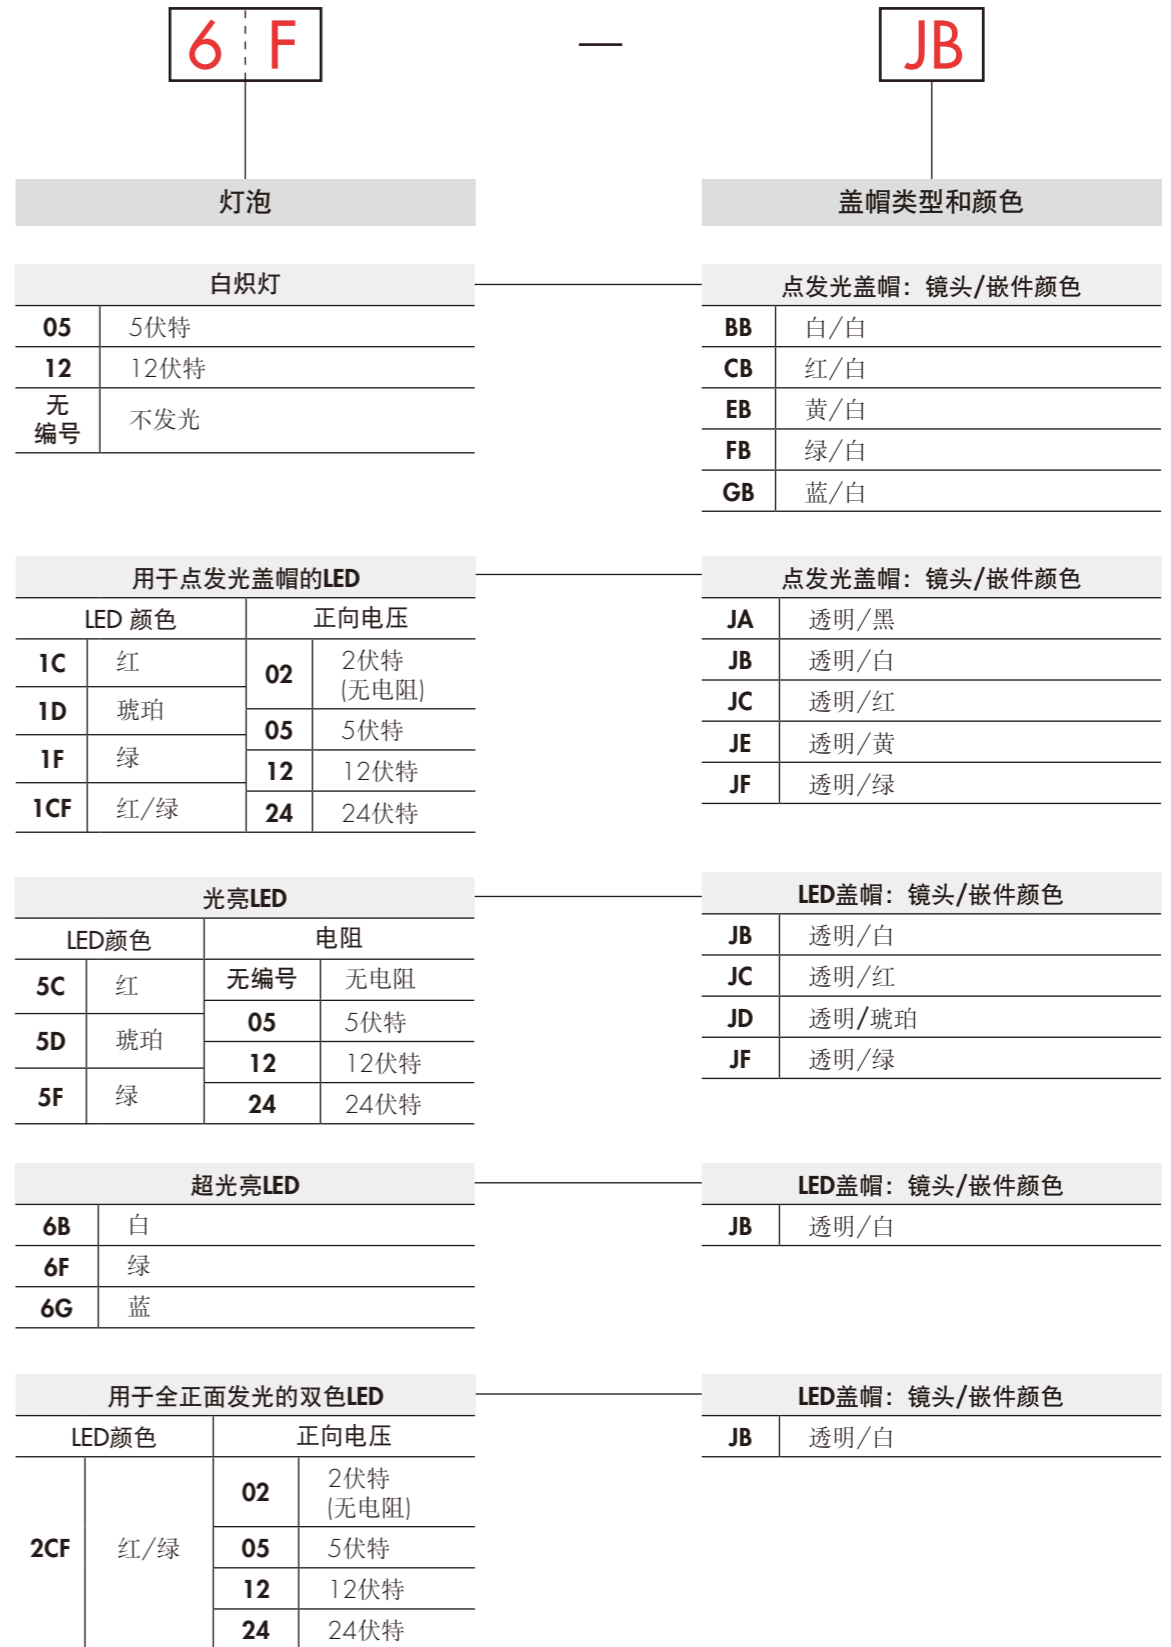 6 F — JB
灯泡
盖帽类型和颜色
白炽灯
05 5伏特
12 12伏特
无
编号 不发光
点发光盖帽：镜头/嵌件颜色
BB 白/白
CB 红/白
EB 黄/白
FB 绿/白
GB 蓝/白
用于点发光盖帽的LED
LED 颜色 正向电压
1C 红
1D 琥珀
1F 绿
1CF 红/绿
02 2伏特
(无电阻)
05 5伏特
12 12伏特
24 24伏特
点发光盖帽：镜头/嵌件颜色
JA 透明/黑
JB 透明/白
JC 透明/红
JE 透明/黄
JF 透明/绿
光亮LED
LED颜色 电阻
5C 红
5D 琥珀
5F 绿
无编号 无电阻
05 5伏特
12 12伏特
24 24伏特
LED盖帽：镜头/嵌件颜色
JB 透明/白
JC 透明/红
JD 透明/琥珀
JF 透明/绿
超光亮LED
6B 白
6F 绿
6G 蓝
LED盖帽：镜头/嵌件颜色
JB 透明/白
用于全正面发光的双色LED
LED颜色 正向电压
2CF 红/绿
02 2伏特
(无电阻)
05 5伏特
12 12伏特
24 24伏特
LED盖帽：镜头/嵌件颜色
JB 透明/白